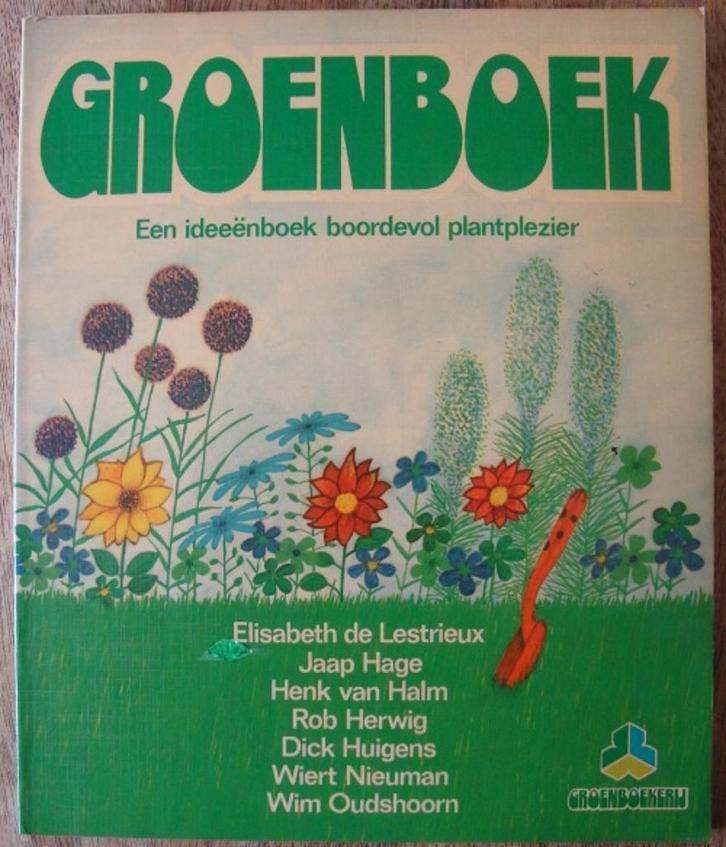 GROENBOEK
Een ideeënboek boordevol plantplezier
Elisabeth de Lestrieux
Jaap Hage
Henk van Halm
Rob Herwig
Dick Huigens
Wiert Nieuman
Wim Oudshoorn
GROENBOEKERIJ